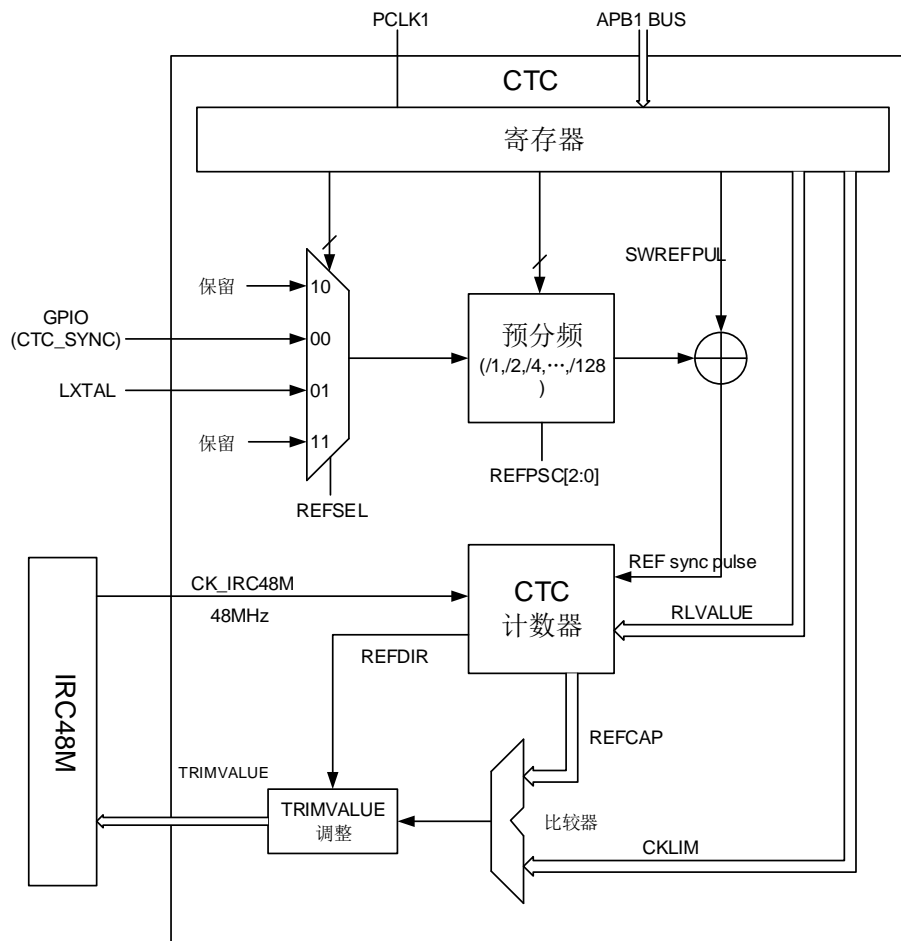 PCLK1
APB1 BUS
CTC
寄存器
SWREFPUL
保留
10
GPIO
(CTC_SYNC)
00
预分频
(/1,/2,/4,…,/128
)
LXTAL
01
保留
11
REFPSC[2:0]
REFSEL
REF sync pulse
CK_IRC48M
48MHz
CTC
计数器
RLVALUE
REFDIR
IRC48M
REFCAP
TRIMVALUE
TRIMVALUE
调整
比较器
CKLIM